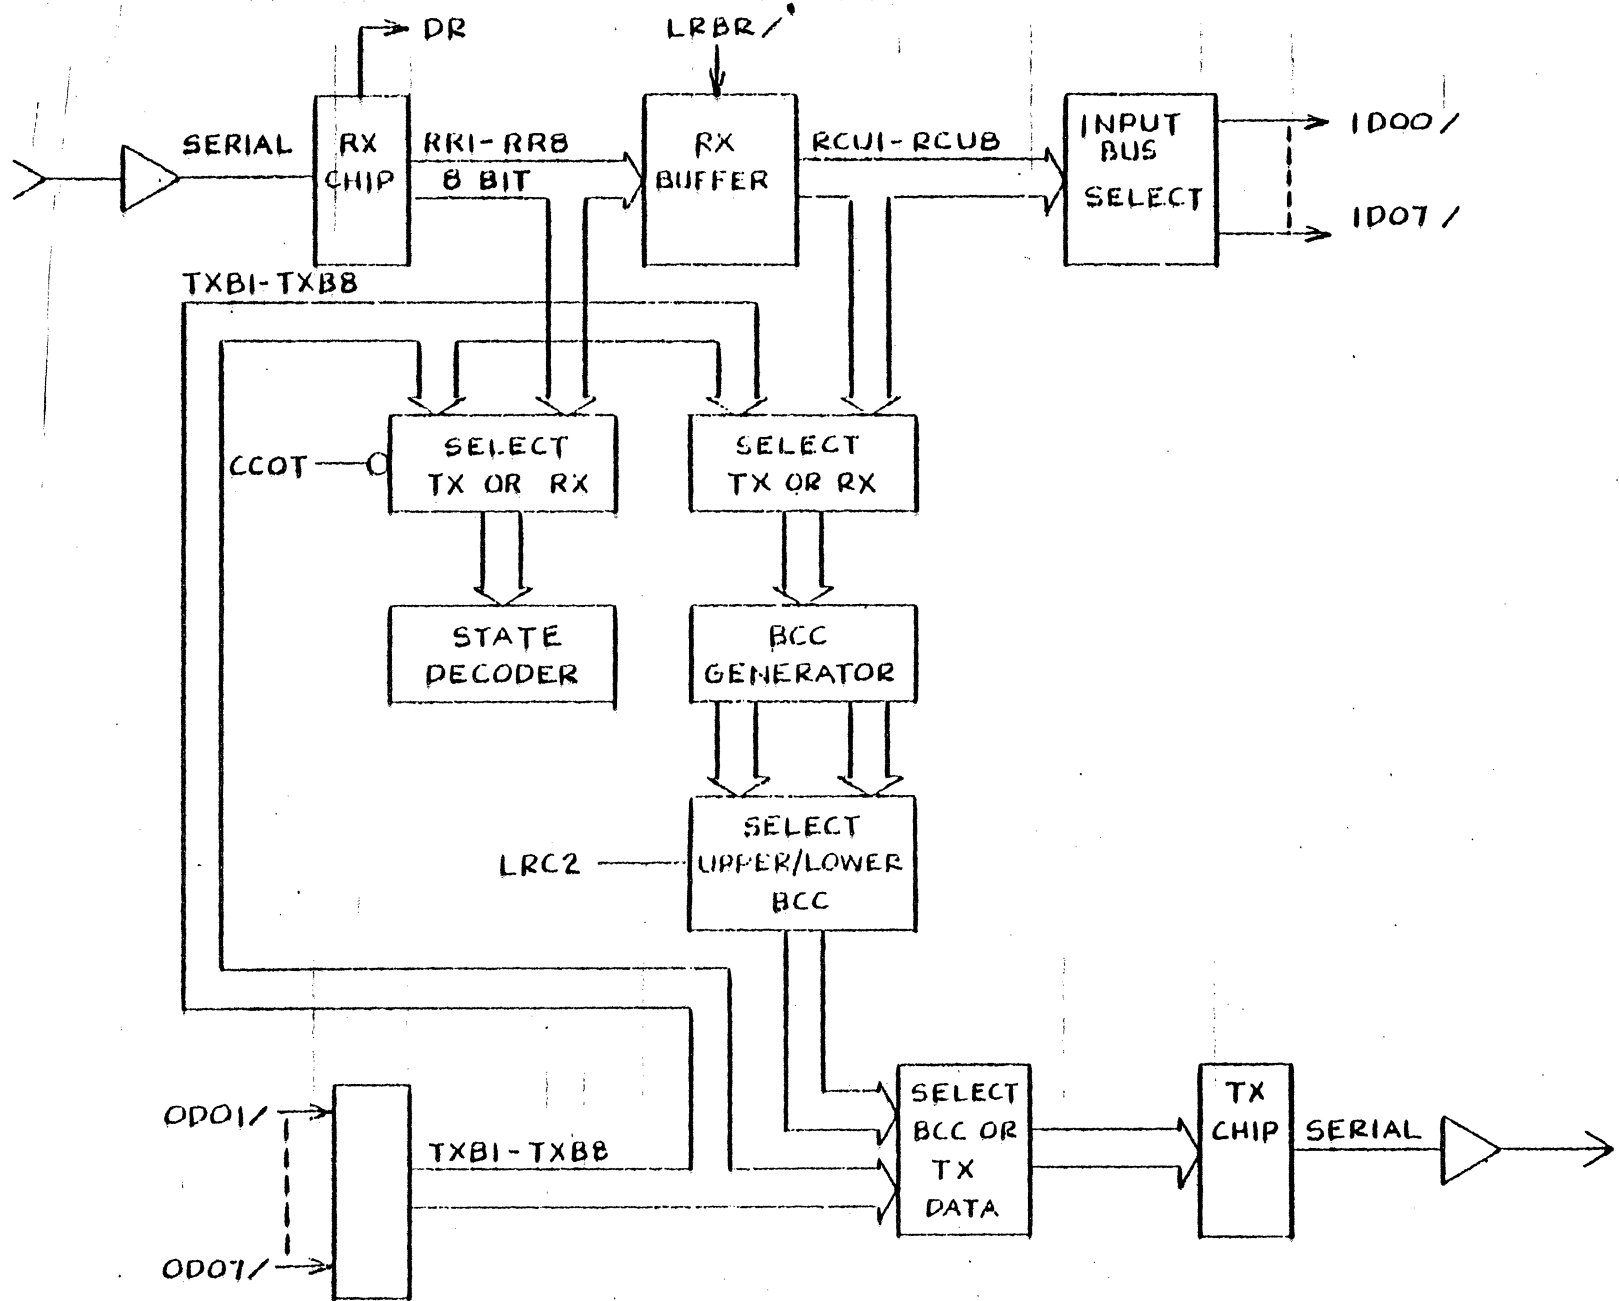 DR
LRBR/
SERIAL
RX
CHIP
RR1-RR8
8 BIT
RX
BUFFER
RCU1-RCU8
INPUT
BUS
SELECT
ID00/
ID07/
TXB1-TXB8
CCOT
SELECT
TX OR RX
SELECT
TX OR RX
STATE
DECODER
BCC
GENERATOR
LRC2
SELECT
UPPER/LOWER
BCC
OD01/
OD07/
TXB1-TXB8
SELECT
BCC OR
TX
DATA
TX
CHIP
SERIAL